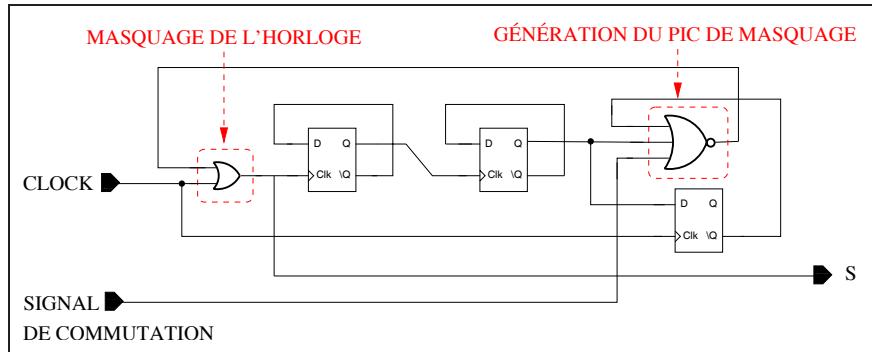 MASQUAGE DE L'HORLOGE
GÉNÉRATION DU PIC DE MASQUAGE
D Q
Clk \Q
D Q
Clk \Q
CLOCK
D Q
Clk \Q
S
SIGNAL
DE COMMUTATION